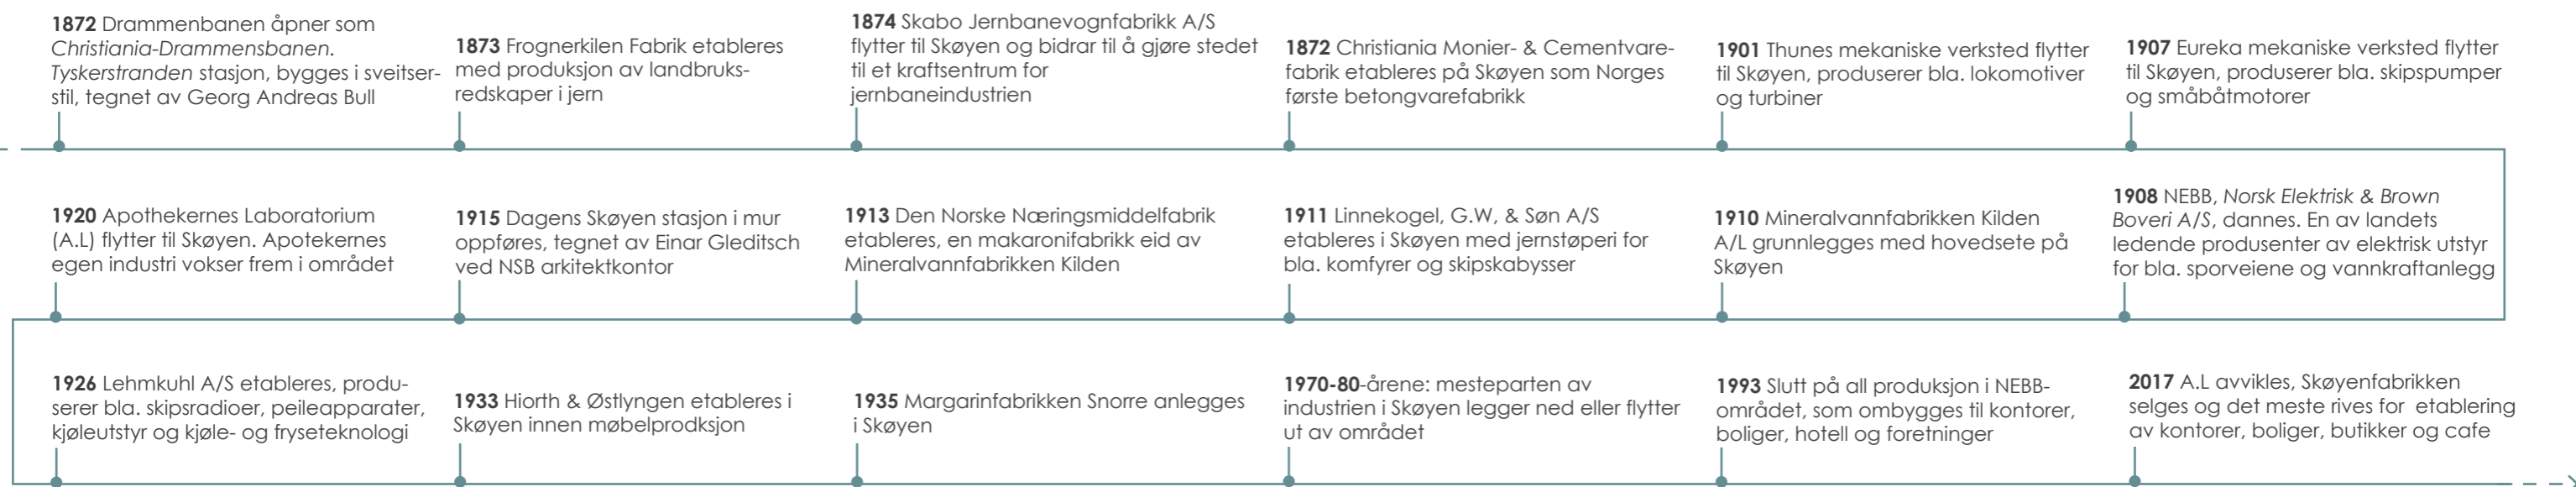 1872 Drammenbanen åpner som
Christiania-Drammensbanen.
Tyskerstranden stasjon, bygges i sveitser-
stil, tegnet av Georg Andreas Bull
1873 Frognerkilen Fabrik etableres
med produksjon av landbruks-
redskaper i jern
1874 Skabo Jernbanevognfabrikk A/S
flytter til Skøyen og bidrar til å gjøre stedet
til et kraftsentrum for
jernbaneindustrien
1872 Christiania Monier- & Cementvare-
fabrik etableres på Skøyen som Norges
første betongvarefabrikk
1901 Thunes mekaniske verksted flytter
til Skøyen, produserer bla. lokomotiver
og turbiner
1907 Eureka mekaniske verksted flytter
til Skøyen, produserer bla. skipspumper
og småbåtmotorer
1908 NEBB, Norsk Elektrisk & Brown
Boveri A/S, dannes. En av landets
ledende produsenter av elektrisk utstyr
for bla. sporveiene og vannkraftanlegg
1910 Mineralvannfabrikken Kilden
A/L grunnlegges med hovedsete på
Skøyen
1911 Linnekogel, G.W, & Søn A/S
etableres i Skøyen med jernstøperi for
bla. komfyrer og skipskabysser
1913 Den Norske Næringsmiddelfabrik
etableres, en makaronifabrikk eid av
Mineralvannfabrikken Kilden
1915 Dagens Skøyen stasjon i mur
oppføres, tegnet av Einar Gleditsch
ved NSB arkitektkontor
1920 Apothekernes Laboratorium
(A.L) flytter til Skøyen. Apotekernes
egen industri vokser frem i området
1926 Lehmkuhl A/S etableres, produ-
serer bla. skipsradioer, peileapparater,
kjøleutstyr og kjøle- og fryseteknologi
1933 Hiorth & Østlyngen etableres i
Skøyen innen møbelprodksjon
1935 Margarinfabrikken Snorre anlegges
i Skøyen
1970-80-årene: mesteparten av
industrien i Skøyen legger ned eller flytter
ut av området
1993 Slutt på all produksjon i NEBB-
området, som ombygges til kontorer,
boliger, hotell og foretninger
2017 A.L avvikles, Skøyenfabrikken
selges og det meste rives for etablering
av kontorer, boliger, butikker og cafe